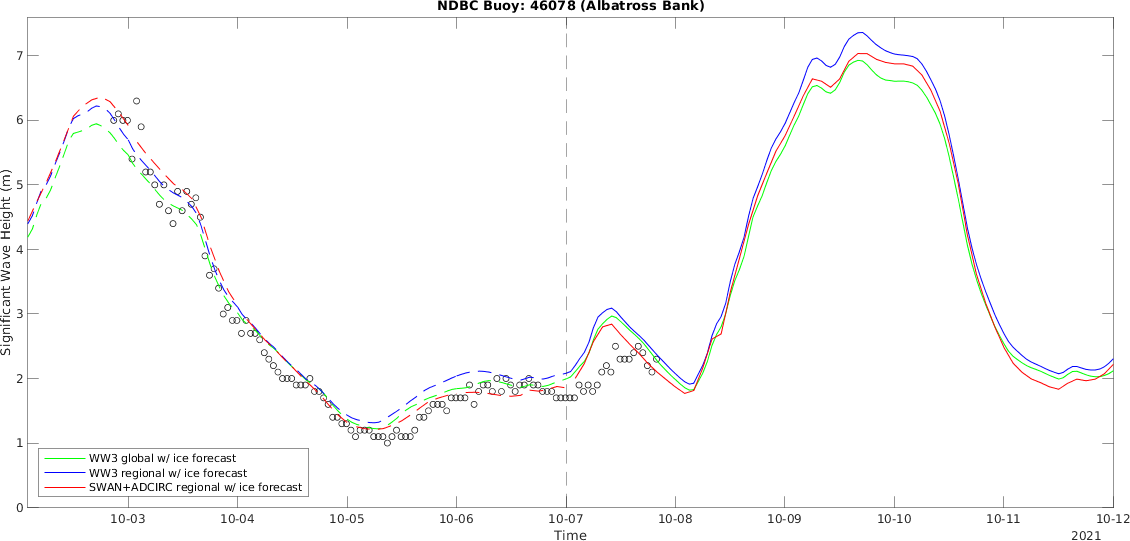 NDBC Buoy: 46078 (Albatross Bank)
Significant Wave Height (m)
7
6
5
4
3
2
1
0
WW3 global w/ ice forecast
WW3 regional w/ ice forecast
SWAN+ADCIRC regional w/ ice forecast
10-03 10-04 10-05 10-06 10-07 10-08 10-09 10-10 10-11 10-12
Time
2021